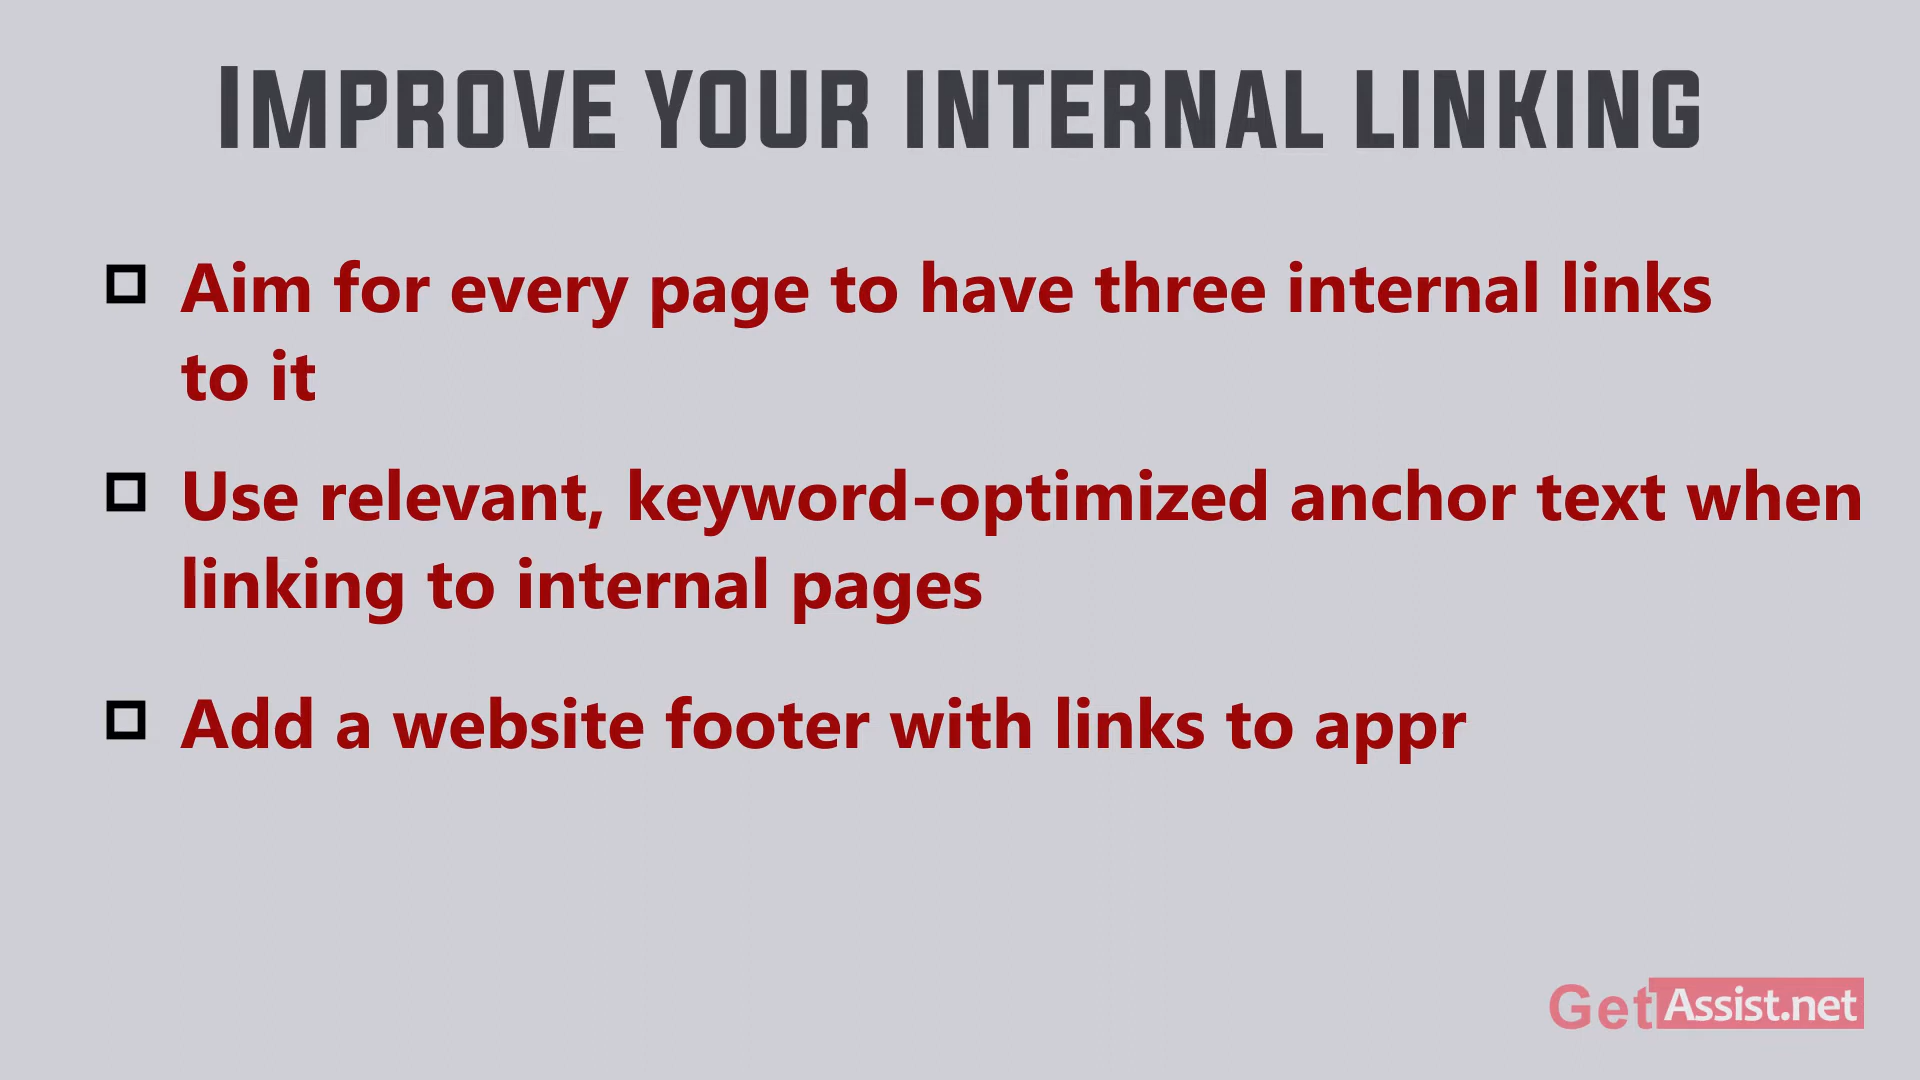 IMPROVE YOUR INTERNAL LINKING
Aim for every page to have three internal links
to it
Use relevant, keyword-optimized anchor text when
linking to internal pages
Add a website footer with links to appr
GetAssist.net